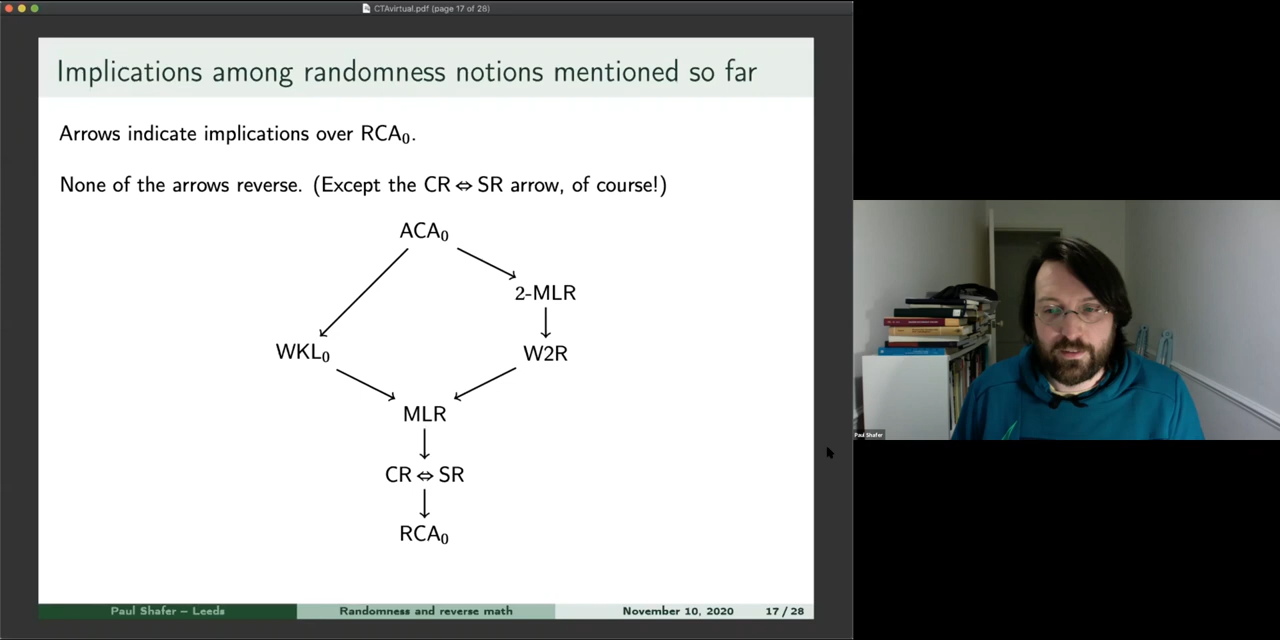 CTAvirtual.pdf (page 17 of 28)
Implications among randomness notions mentioned so far
Arrows indicate implications over RCA₀.
None of the arrows reverse. (Except the CR ⇔ SR arrow, of course!)
ACA₀
2-MLR
WKL₀
W2R
MLR
CR ⇔ SR
RCA₀
Paul Shafer – Leeds
Randomness and reverse math
November 10, 2020
17 / 28
Paul Shafer